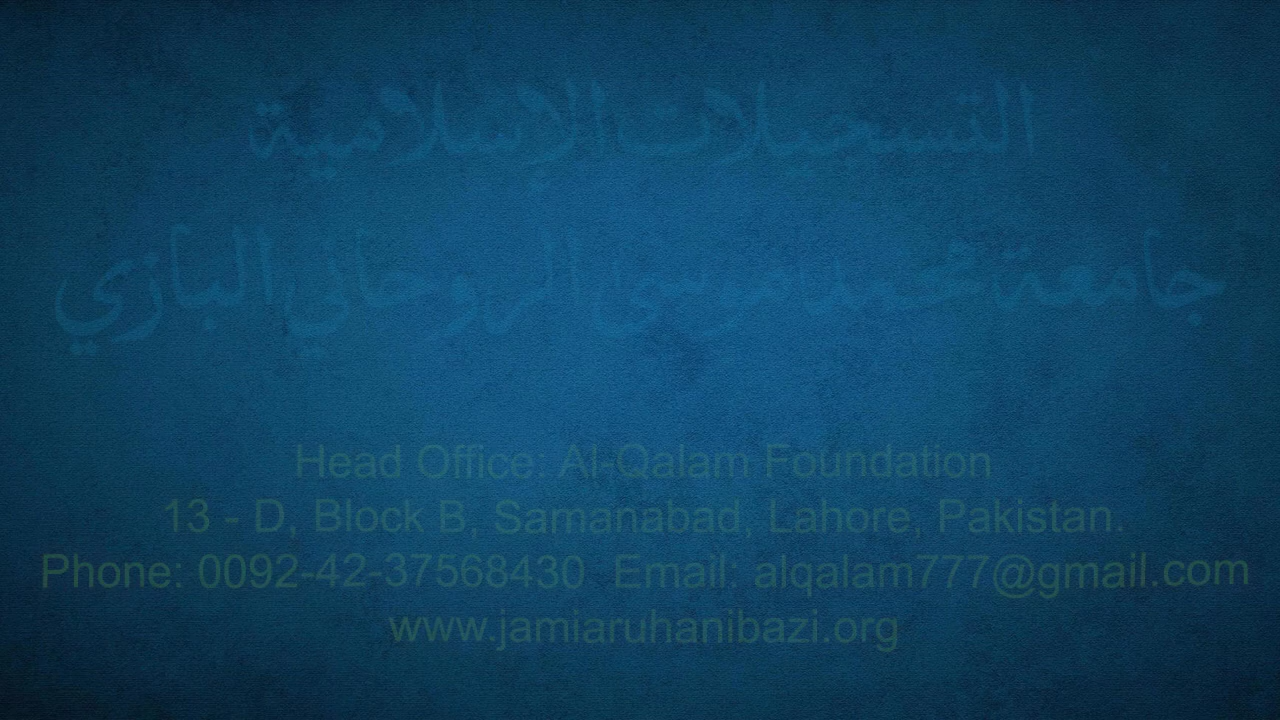 التسجيلات الاسلامية
جامعة محمد موسى الروحاني البازي
Head Office: Al-Qalam Foundation
13 - D, Block B, Samanabad, Lahore, Pakistan.
Phone: 0092-42-37568430 Email: alqalam777@gmail.com
www.jamiaruhanibazi.org